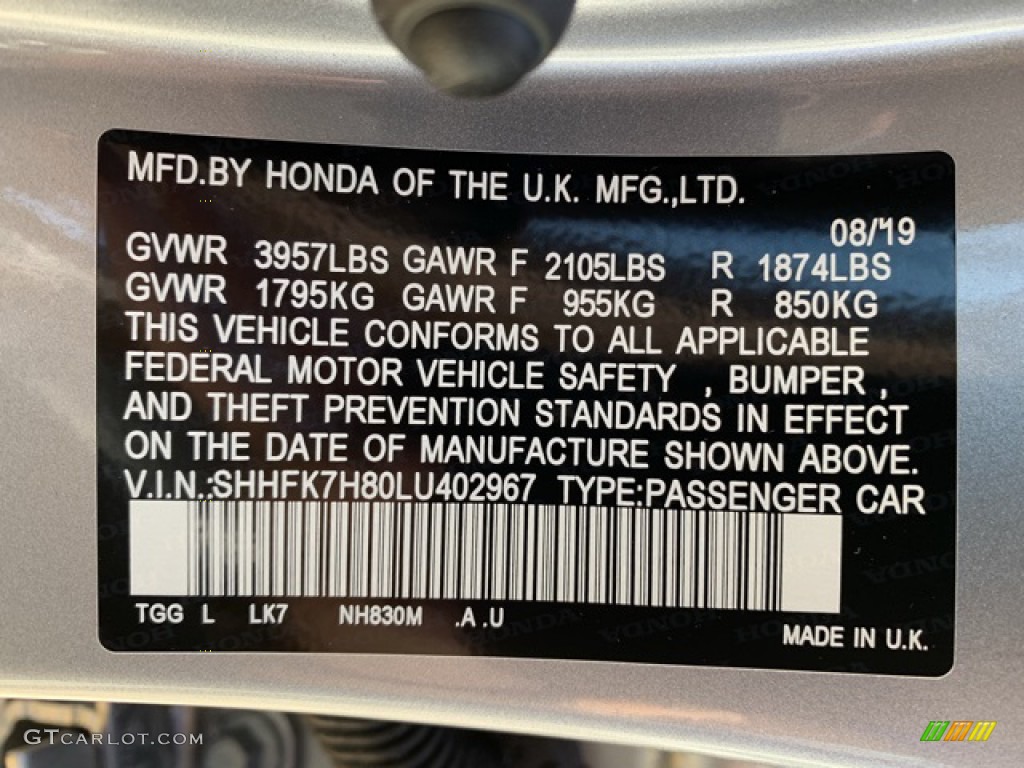 MFD.BY HONDA OF THE U.K. MFG.,LTD.
08/'19
GVWR 3957LBS GAWR F 2105LBS R 1874LBS
GVWR 1795KG GAWR F 955KG R 850KG
THIS VEHICLE CONFORMS TO ALL APPLICABLE
FEDERAL MOTOR VEHICLE SAFETY , BUMPER ,
AND THEFT PREVENTION STANDARDS IN EFFECT
ON THE DATE OF MANUFACTURE SHOWN ABOVE.
V.I.N.:SHHFK7H80LU402967 TYPE:PASSENGER CAR
TGG L LK7 NH830M .A .U
MADE IN U.K.
GTCARLOT.COM